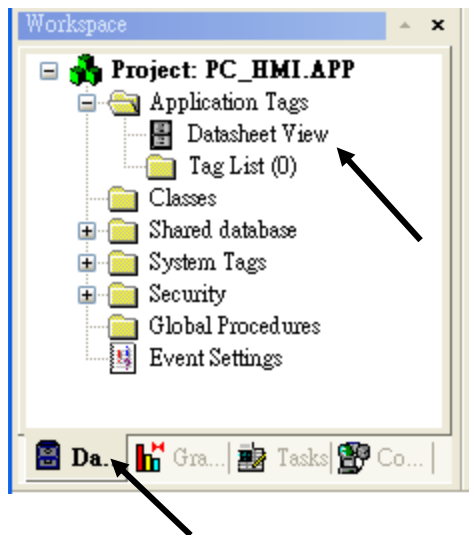 Workspace
Project: PC_HMI.APP
Application Tags
Datasheet View
Tag List (0)
Classes
Shared database
System Tags
Security
Global Procedures
Event Settings
Da... Gra... Tasks Co...